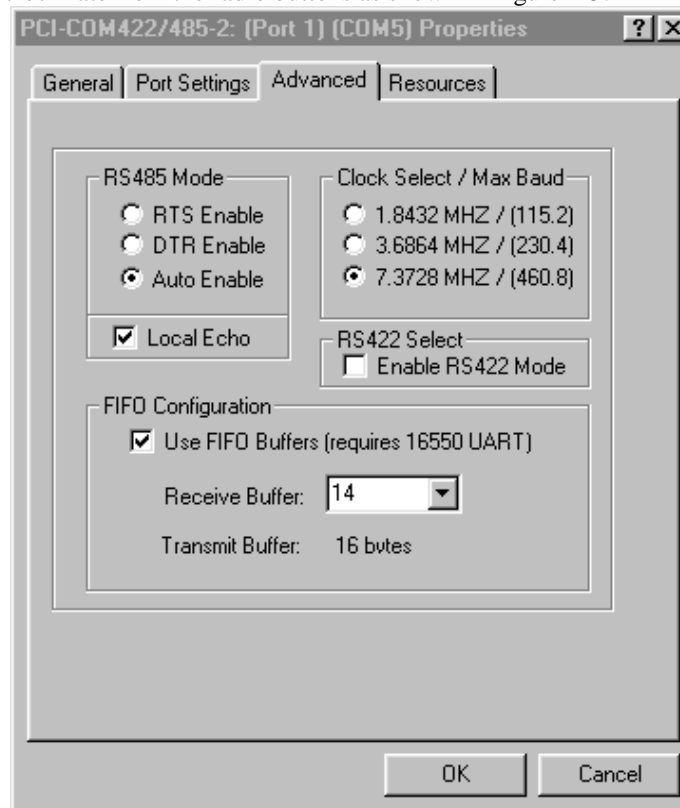 PCI-COM422/485-2: (Port 1) (COM5) Properties
General Port Settings Advanced Resources
RS485 Mode
RTS Enable
DTR Enable
Auto Enable
Local Echo
Clock Select / Max Baud
1.8432 MHZ / (115.2)
3.6864 MHZ / (230.4)
7.3728 MHZ / (460.8)
RS422 Select
Enable RS422 Mode
FIFO Configuration
Use FIFO Buffers (requires 16550 UART)
Receive Buffer: 14
Transmit Buffer: 16 bytes
OK Cancel